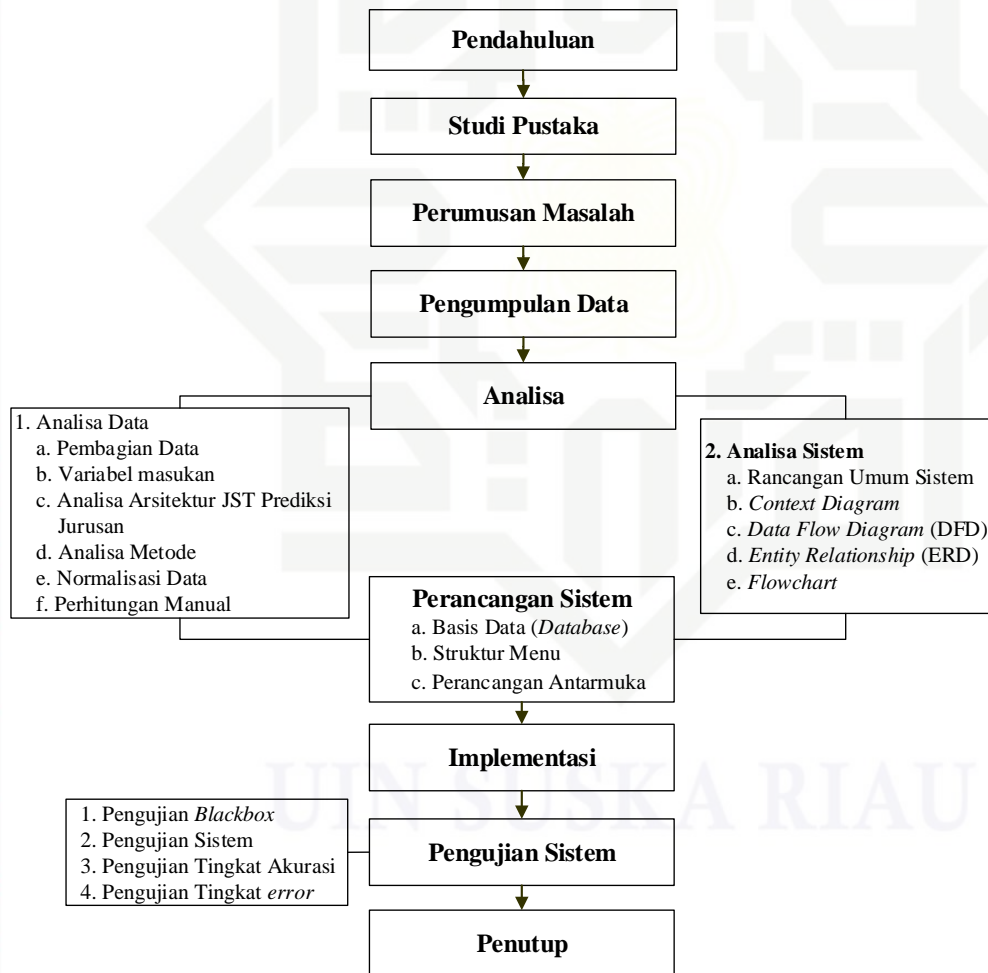 Pendahuluan
Studi Pustaka
Perumusan Masalah
Pengumpulan Data
Analisa
1. Analisa Data
a. Pembagian Data
b. Variabel masukan
c. Analisa Arsitektur JST Prediksi
Jurusan
d. Analisa Metode
e. Normalisasi Data
f. Perhitungan Manual
2. Analisa Sistem
a. Rancangan Umum Sistem
b. Context Diagram
c. Data Flow Diagram (DFD)
d. Entity Relationship (ERD)
e. Flowchart
Perancangan Sistem
a. Basis Data (Database)
b. Struktur Menu
c. Perancangan Antarmuka
Implementasi
UIN SUSKA RIAU
1. Pengujian Blackbox
2. Pengujian Sistem
3. Pengujian Tingkat Akurasi
4. Pengujian Tingkat error
Pengujian Sistem
Penutup